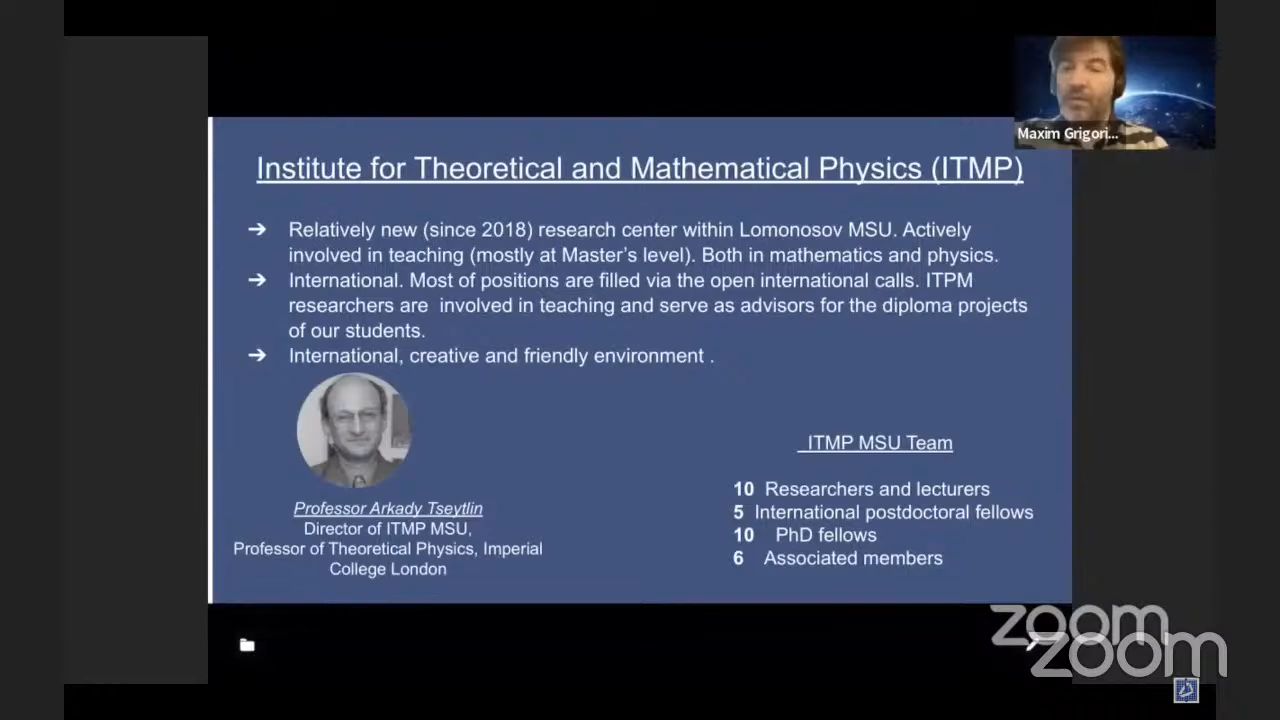 Maxim Grigori...
Institute for Theoretical and Mathematical Physics (ITMP)
➔ Relatively new (since 2018) research center within Lomonosov MSU. Actively
involved in teaching (mostly at Master's level). Both in mathematics and physics.
➔ International. Most of positions are filled via the open international calls. ITPM
researchers are involved in teaching and serve as advisors for the diploma projects
of our students.
➔ International, creative and friendly environment .
Professor Arkady Tseytlin
Director of ITMP MSU,
Professor of Theoretical Physics, Imperial
College London
ITMP MSU Team
10 Researchers and lecturers
5 International postdoctoral fellows
10 PhD fellows
6 Associated members
zoom
zoom